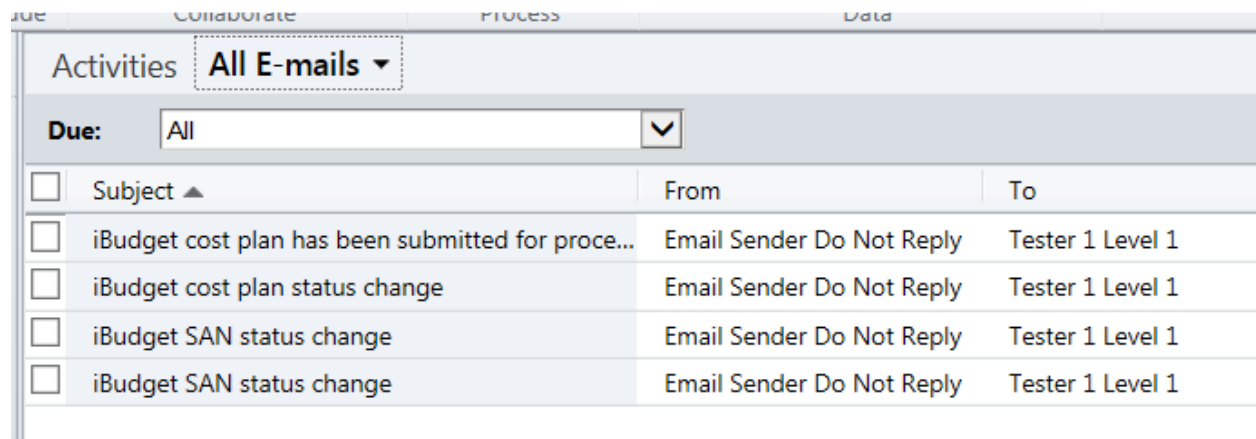 Collaborate Process Data
Activities All E-mails
Due: All
Subject From To
iBudget cost plan has been submitted for proce... Email Sender Do Not Reply Tester 1 Level 1
iBudget cost plan status change Email Sender Do Not Reply Tester 1 Level 1
iBudget SAN status change Email Sender Do Not Reply Tester 1 Level 1
iBudget SAN status change Email Sender Do Not Reply Tester 1 Level 1